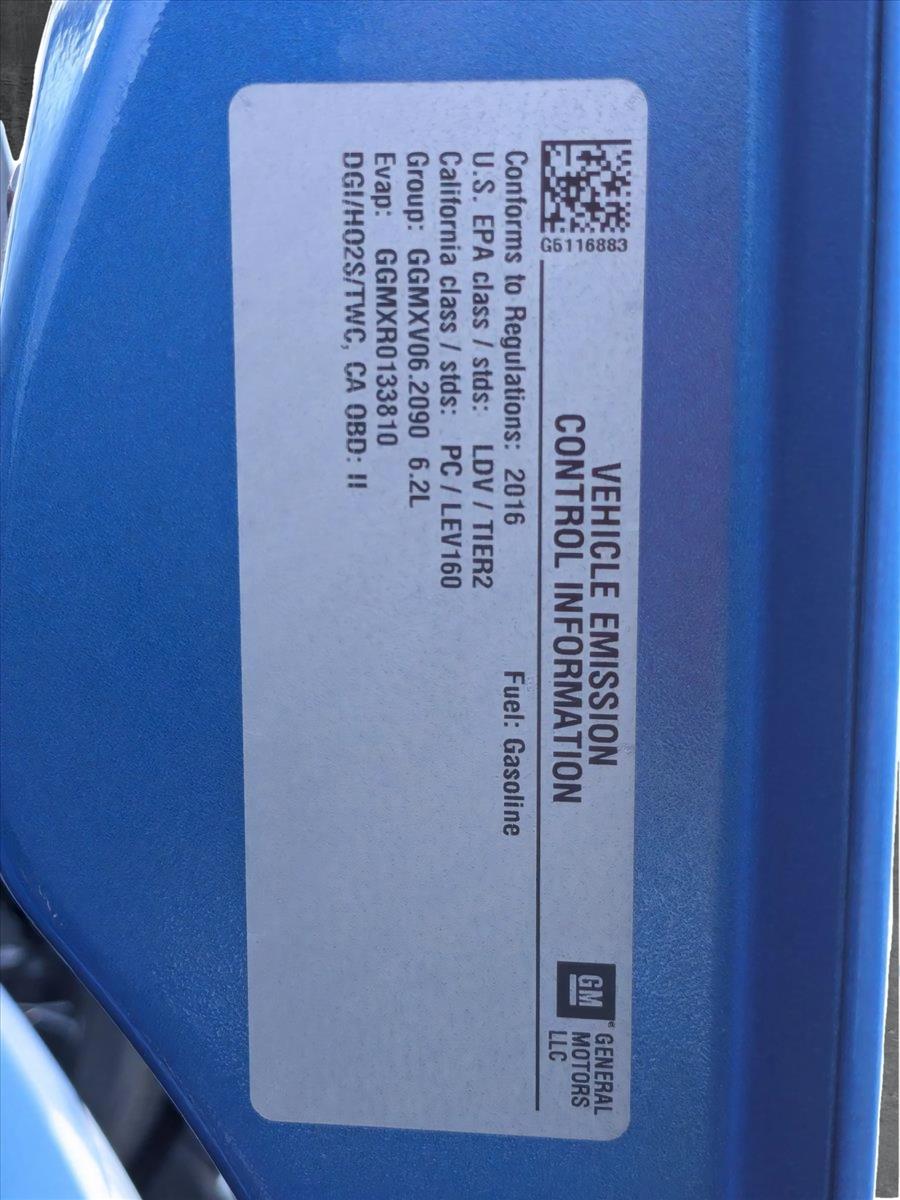 G5116883
VEHICLE EMISSION
CONTROL INFORMATION
GM
GENERAL
MOTORS
LLC
Conforms to Regulations: 2016 Fuel: Gasoline
U.S. EPA class / stds: LDV / TIER2
California class / stds: PC / LEV160
Group: GGMXV06.2090 6.2L
Evap: GGMXR0133810
DGI/HO2S/TWC, CA OBD: II